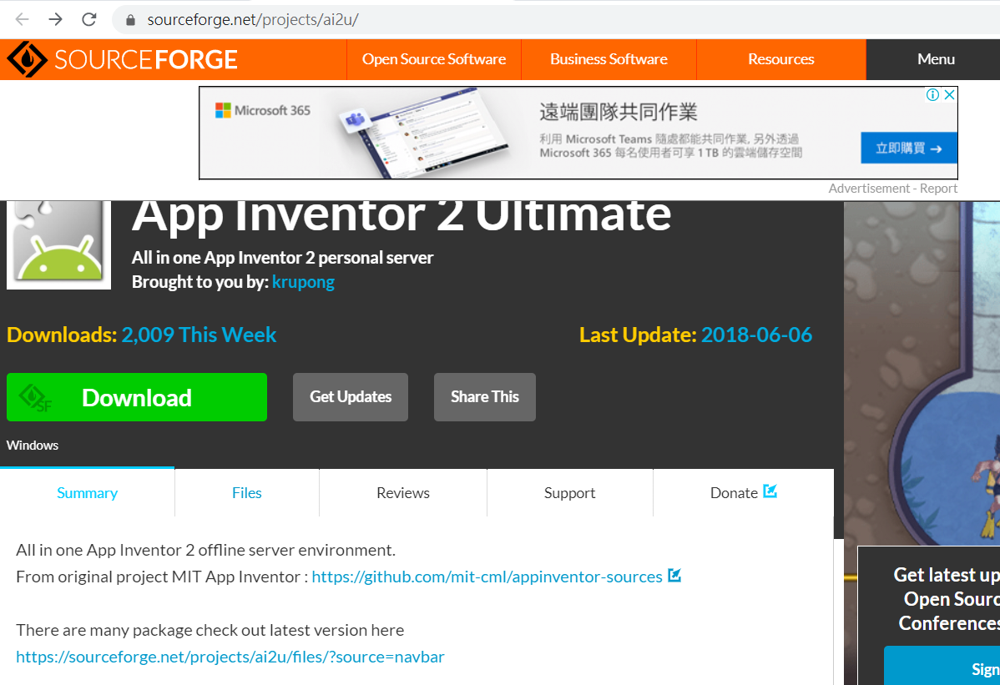 sourceforge.net/projects/ai2u/
SOURCEFORGE
Open Source Software
Business Software
Resources
Menu
Microsoft 365
遠端團隊共同作業
利用 Microsoft Teams 隨處都能共同作業, 另外透過
Microsoft 365 每名使用者可享 1 TB 的雲端儲存空間
立即購買 →
Advertisement - Report
App Inventor 2 Ultimate
All in one App Inventor 2 personal server
Brought to you by: krupong
Downloads: 2,009 This Week
Last Update: 2018-06-06
SF
Download
Get Updates
Share This
Windows
Summary
Files
Reviews
Support
Donate
All in one App Inventor 2 offline server environment.
From original project MIT App Inventor : https://github.com/mit-cml/appinventor-sources
There are many package check out latest version here
https://sourceforge.net/projects/ai2u/files/?source=navbar
Get latest up
Open Sourc
Conferences
Sign